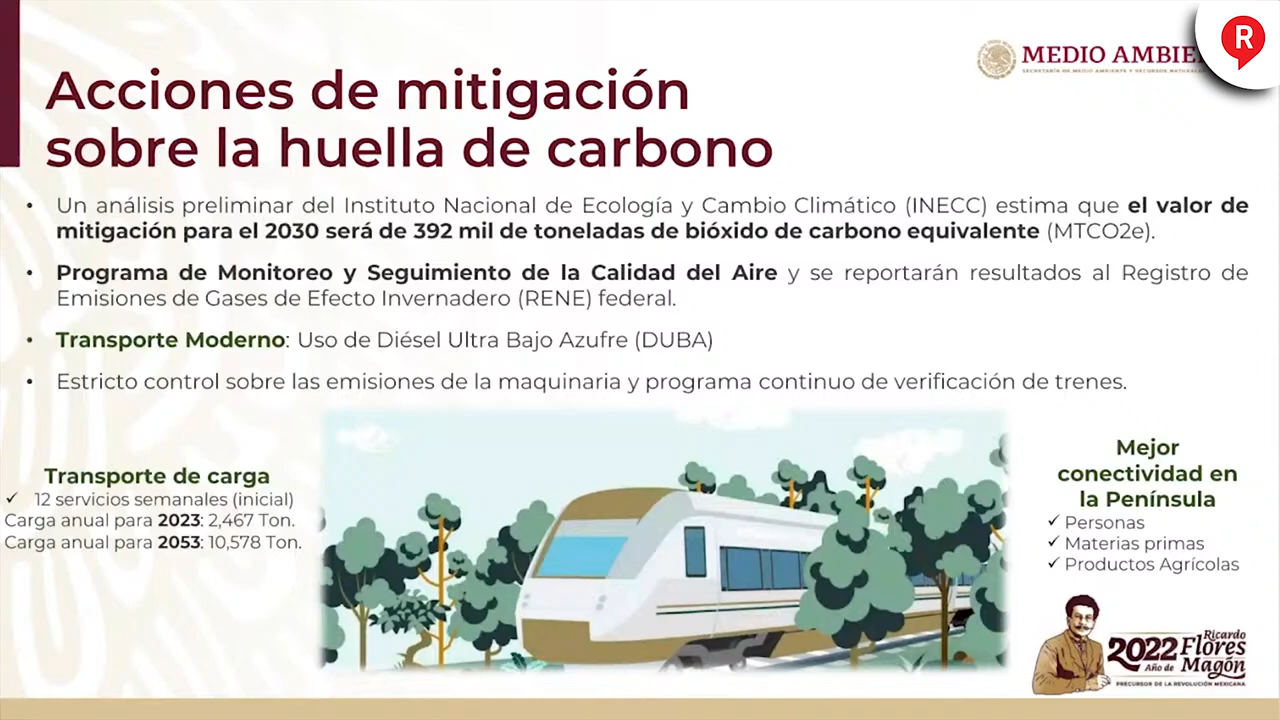 MEDIO AMBIE
SECRETARÍA DE MEDIO AMBIENTE Y RECURSOS NATURALES
R
Acciones de mitigación
sobre la huella de carbono
• Un análisis preliminar del Instituto Nacional de Ecología y Cambio Climático (INECC) estima que el valor de
mitigación para el 2030 será de 392 mil de toneladas de bióxido de carbono equivalente (MTCO2e).
• Programa de Monitoreo y Seguimiento de la Calidad del Aire y se reportarán resultados al Registro de
Emisiones de Gases de Efecto Invernadero (RENE) federal.
• Transporte Moderno: Uso de Diésel Ultra Bajo Azufre (DUBA)
• Estricto control sobre las emisiones de la maquinaria y programa continuo de verificación de trenes.
Transporte de carga
✓ 12 servicios semanales (inicial)
Carga anual para 2023: 2,467 Ton.
Carga anual para 2053: 10,578 Ton.
Mejor
conectividad en
la Península
✓ Personas
✓ Materias primas
✓ Productos Agrícolas
2022 Ricardo
Flores
Año de Magón
PRECURSOR DE LA REVOLUCIÓN MEXICANA